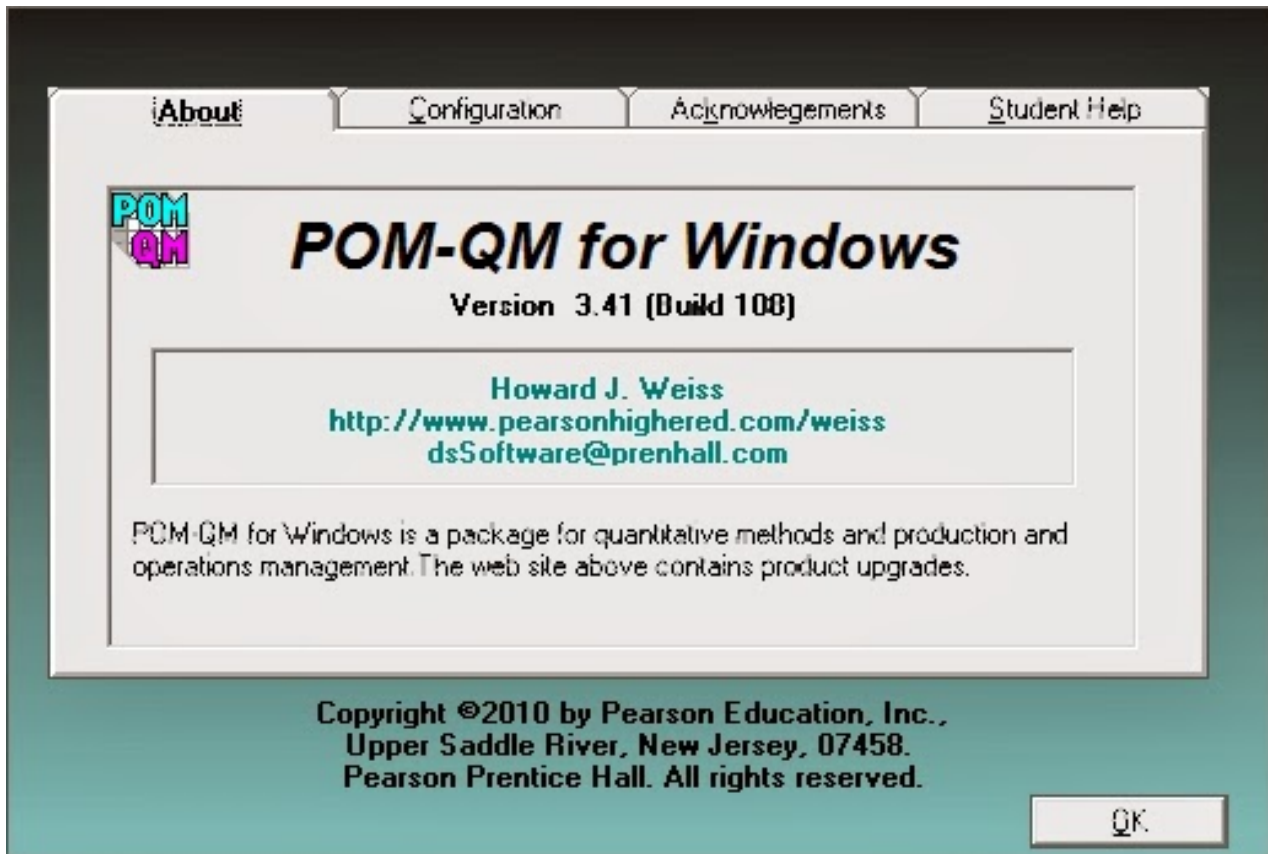 About
Configuration
Acknowlegements
Student Help
POM
QM
POM-QM for Windows
Version 3.41 (Build 108)
Howard J. Weiss
http://www.pearsonhighered.com/weiss
dsSoftware@prenhall.com
POM-QM for Windows is a package for quantitative methods and production and
operations management.The web site above contains product upgrades.
Copyright ©2010 by Pearson Education, Inc.,
Upper Saddle River, New Jersey, 07458.
Pearson Prentice Hall. All rights reserved.
OK